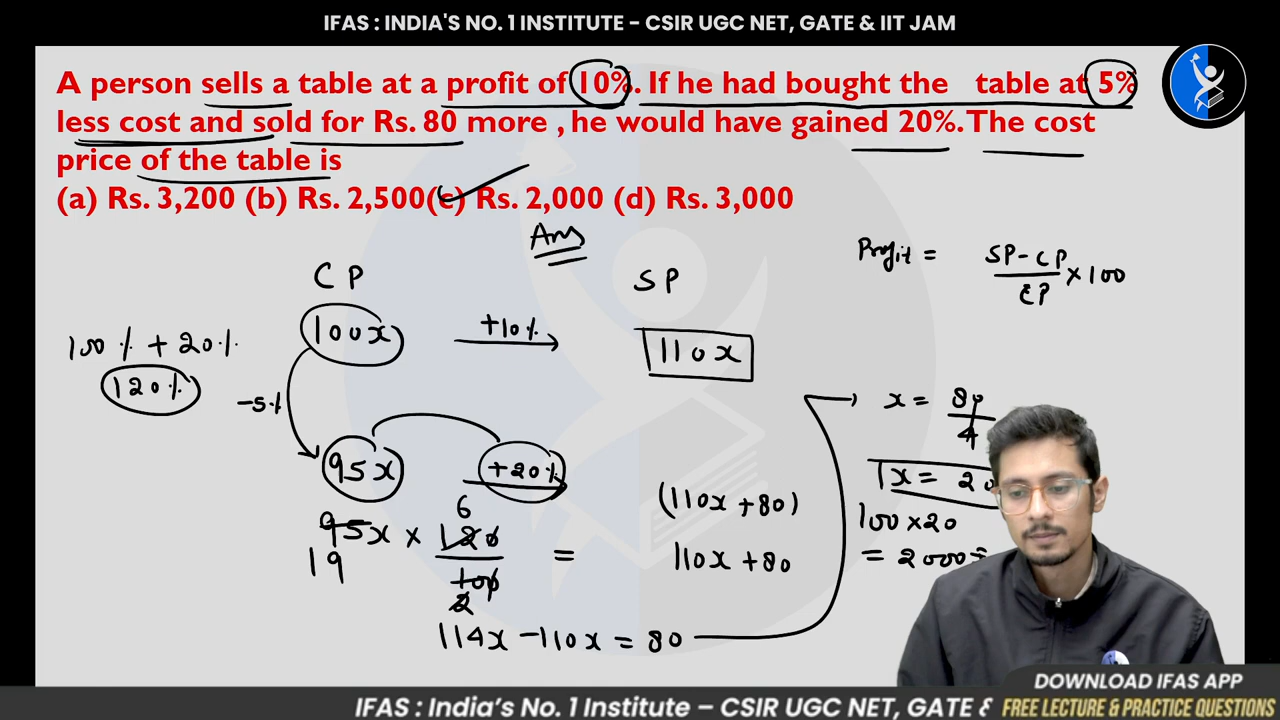 IFAS : INDIA'S NO. 1 INSTITUTE – CSIR UGC NET, GATE & IIT JAM
A person sells a table at a profit of 10%. If he had bought the table at 5%
less cost and sold for Rs. 80 more , he would have gained 20%. The cost
price of the table is
(a) Rs. 3,200 (b) Rs. 2,500(c) Rs. 2,000 (d) Rs. 3,000
Ans
Profit = SP-CP/CP × 100
CP SP
100x +10% 110x
100% + 20%
120%
-5%
95x +20%
x = 80/4
x = 20
(110x + 80)
100 × 20
= 2000
95x × 120/100 = 110x + 80
19 6 2
114x - 110x = 80
DOWNLOAD IFAS APP
IFAS : India's No. 1 Institute – CSIR UGC NET, GATE &
FREE LECTURE & PRACTICE QUESTIONS